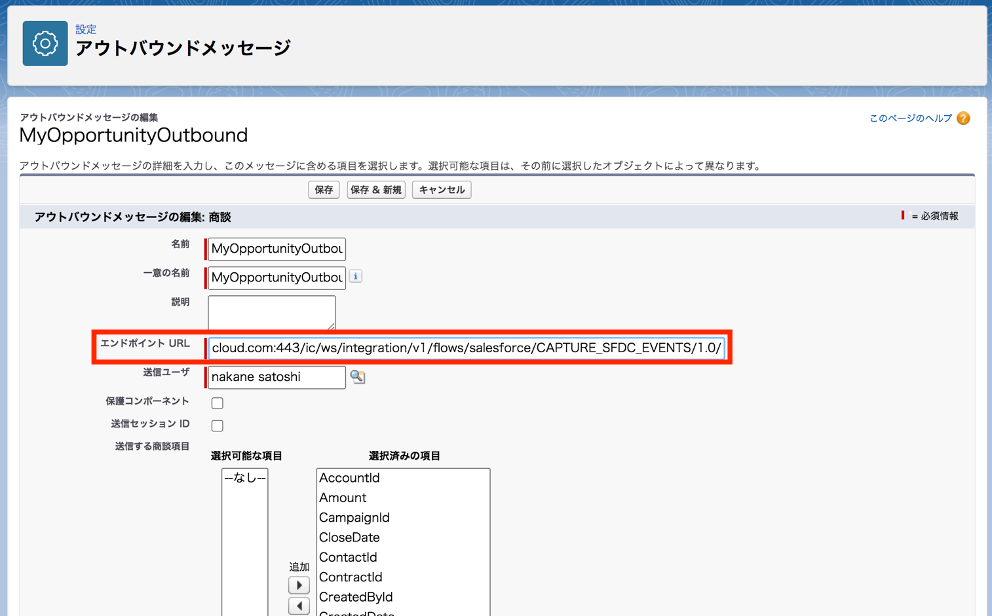 設定
アウトバウンドメッセージ
アウトバウンドメッセージの編集
このページのヘルプ ?
MyOpportunityOutbound
アウトバウンドメッセージの詳細を入力し、このメッセージに含める項目を選択します。選択可能な項目は、その前に選択したオブジェクトによって異なります。
保存 保存 & 新規 キャンセル
アウトバウンドメッセージの編集: 商談 = 必須情報
名前 MyOpportunityOutbou
一意の名前 MyOpportunityOutbou i
説明
エンドポイント URL cloud.com:443/ic/ws/integration/v1/flows/salesforce/CAPTURE_SFDC_EVENTS/1.0/
送信ユーザ nakane satoshi
保護コンポーネント
送信セッション ID
送信する商談項目
選択可能な項目 選択済みの項目
--なし-- AccountId
Amount
CampaignId
CloseDate
ContactId
追加
ContractId
CreatedById
CreatedDate